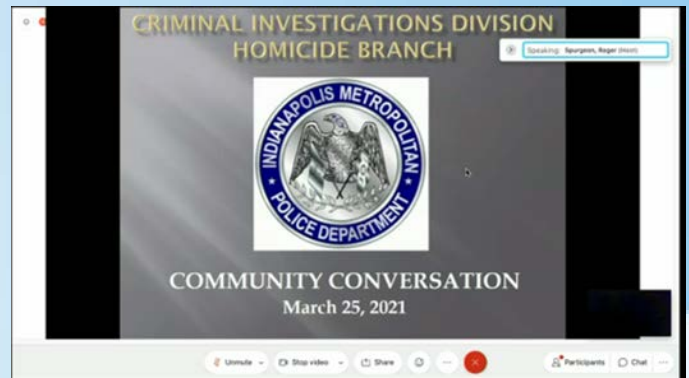 CRIMINAL INVESTIGATIONS DIVISION
HOMICIDE BRANCH
Speaking: Spurgeon, Roger (Host)
INDIANAPOLIS METROPOLITAN
POLICE DEPARTMENT
COMMUNITY CONVERSATION
March 25, 2021
Unmute
Stop video
Share
Participants
Chat